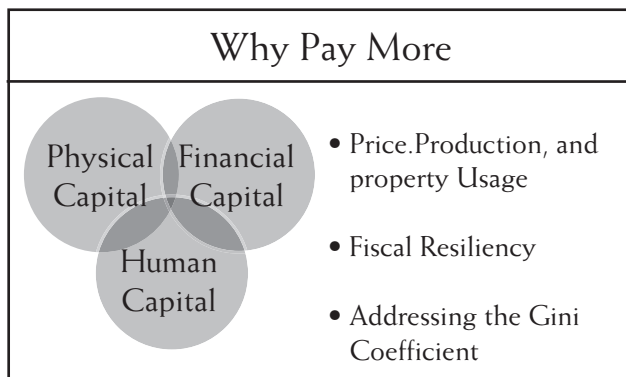 Why Pay More
Physical
Capital
Financial
Capital
Human
Capital
• Price.Production, and
property Usage
• Fiscal Resiliency
• Addressing the Gini
Coefficient